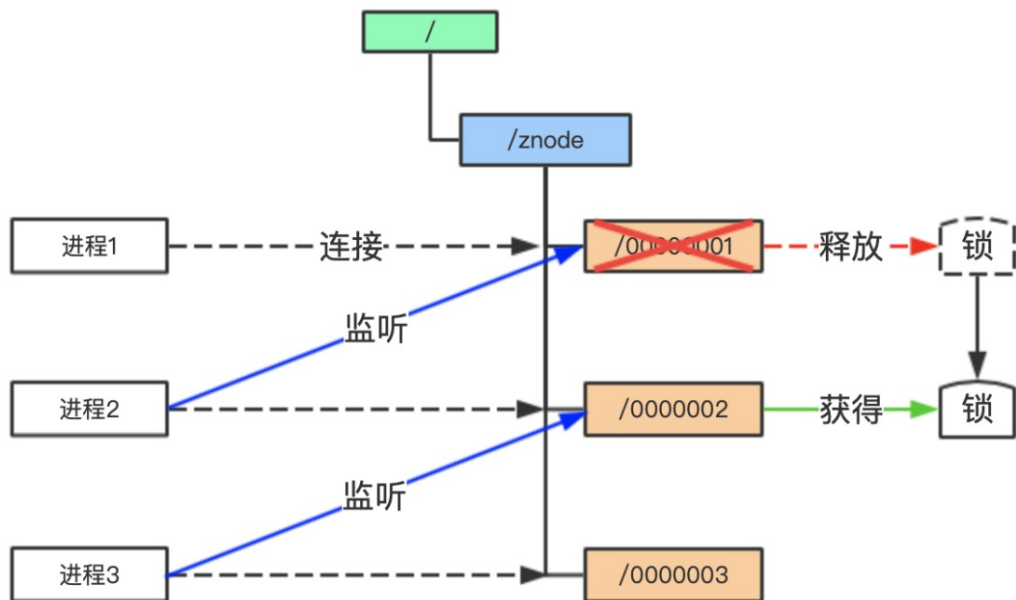 /
/znode
进程1
连接
释放
锁
监听
进程2
/0000002
获得
锁
监听
进程3
/0000003